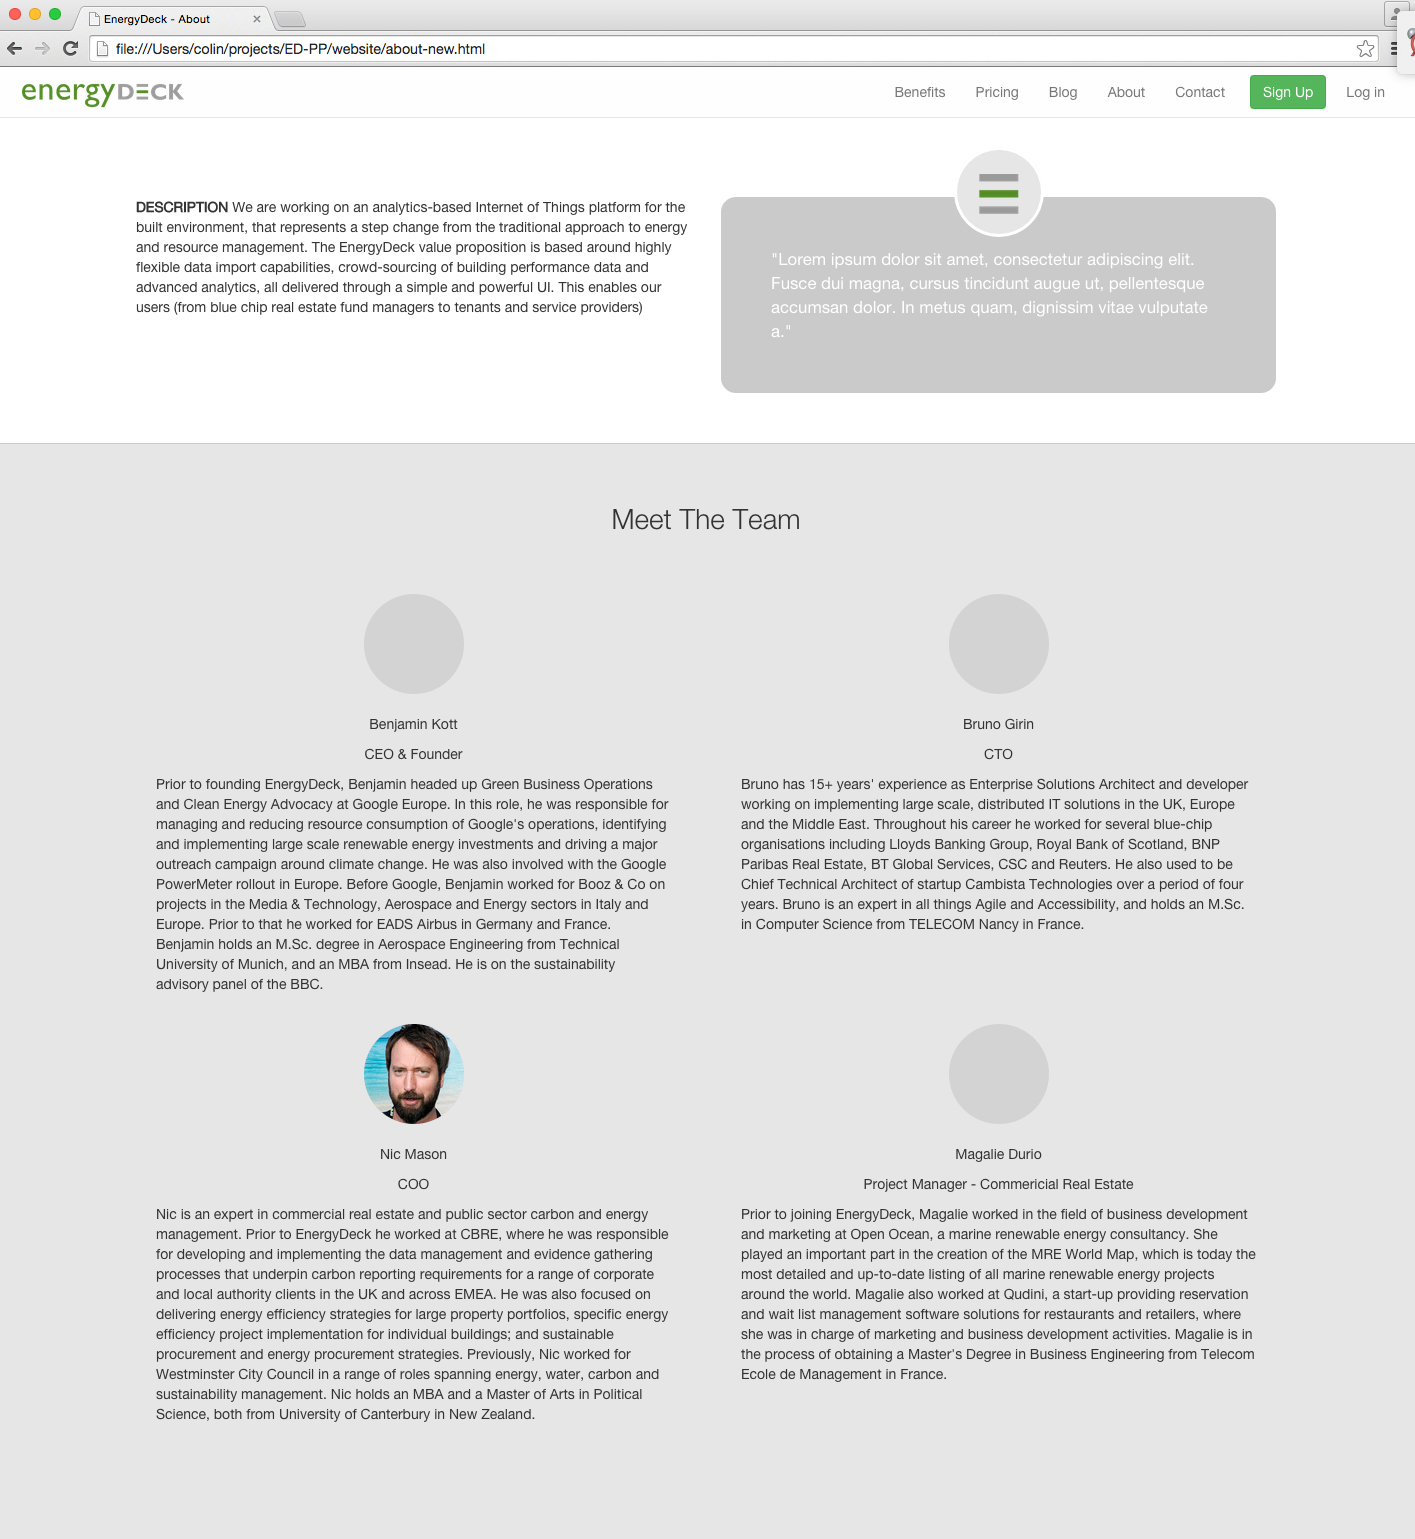 EnergyDeck - About
file:///Users/colin/projects/ED-PP/website/about-new.html
energyDECK
Benefits Pricing Blog About Contact Sign Up Log in
DESCRIPTION We are working on an analytics-based Internet of Things platform for the
built environment, that represents a step change from the traditional approach to energy
and resource management. The EnergyDeck value proposition is based around highly
flexible data import capabilities, crowd-sourcing of building performance data and
advanced analytics, all delivered through a simple and powerful UI. This enables our
users (from blue chip real estate fund managers to tenants and service providers)
"Lorem ipsum dolor sit amet, consectetur adipiscing elit.
Fusce dui magna, cursus tincidunt augue ut, pellentesque
accumsan dolor. In metus quam, dignissim vitae vulputate
a."
Meet The Team
Benjamin Kott
CEO & Founder
Prior to founding EnergyDeck, Benjamin headed up Green Business Operations
and Clean Energy Advocacy at Google Europe. In this role, he was responsible for
managing and reducing resource consumption of Google's operations, identifying
and implementing large scale renewable energy investments and driving a major
outreach campaign around climate change. He was also involved with the Google
PowerMeter rollout in Europe. Before Google, Benjamin worked for Booz & Co on
projects in the Media & Technology, Aerospace and Energy sectors in Italy and
Europe. Prior to that he worked for EADS Airbus in Germany and France.
Benjamin holds an M.Sc. degree in Aerospace Engineering from Technical
University of Munich, and an MBA from Insead. He is on the sustainability
advisory panel of the BBC.
Bruno Girin
CTO
Bruno has 15+ years' experience as Enterprise Solutions Architect and developer
working on implementing large scale, distributed IT solutions in the UK, Europe
and the Middle East. Throughout his career he worked for several blue-chip
organisations including Lloyds Banking Group, Royal Bank of Scotland, BNP
Paribas Real Estate, BT Global Services, CSC and Reuters. He also used to be
Chief Technical Architect of startup Cambista Technologies over a period of four
years. Bruno is an expert in all things Agile and Accessibility, and holds an M.Sc.
in Computer Science from TELECOM Nancy in France.
Nic Mason
COO
Nic is an expert in commercial real estate and public sector carbon and energy
management. Prior to EnergyDeck he worked at CBRE, where he was responsible
for developing and implementing the data management and evidence gathering
processes that underpin carbon reporting requirements for a range of corporate
and local authority clients in the UK and across EMEA. He was also focused on
delivering energy efficiency strategies for large property portfolios, specific energy
efficiency project implementation for individual buildings; and sustainable
procurement and energy procurement strategies. Previously, Nic worked for
Westminster City Council in a range of roles spanning energy, water, carbon and
sustainability management. Nic holds an MBA and a Master of Arts in Political
Science, both from University of Canterbury in New Zealand.
Magalie Durio
Project Manager - Commericial Real Estate
Prior to joining EnergyDeck, Magalie worked in the field of business development
and marketing at Open Ocean, a marine renewable energy consultancy. She
played an important part in the creation of the MRE World Map, which is today the
most detailed and up-to-date listing of all marine renewable energy projects
around the world. Magalie also worked at Qudini, a start-up providing reservation
and wait list management software solutions for restaurants and retailers, where
she was in charge of marketing and business development activities. Magalie is in
the process of obtaining a Master's Degree in Business Engineering from Telecom
Ecole de Management in France.